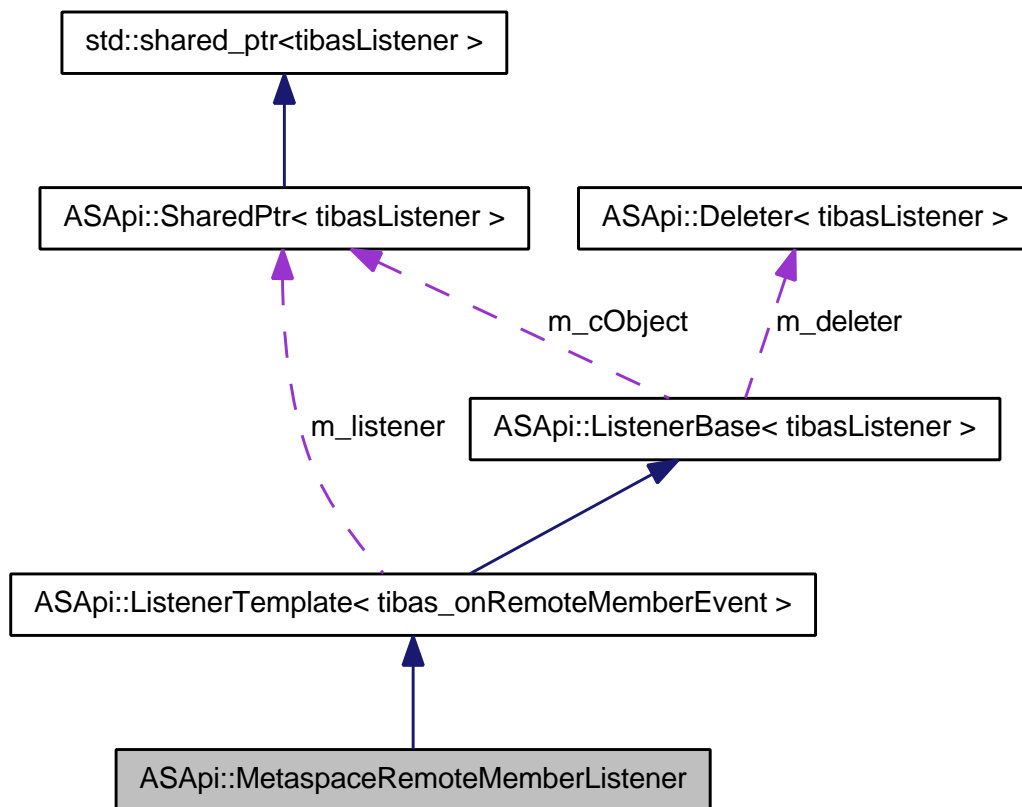 std::shared_ptr<tibasListener >
ASApi::SharedPtr< tibasListener >
ASApi::Deleter< tibasListener >
m_cObject
m_deleter
m_listener
ASApi::ListenerBase< tibasListener >
ASApi::ListenerTemplate< tibas_onRemoteMemberEvent >
ASApi::MetaspaceRemoteMemberListener